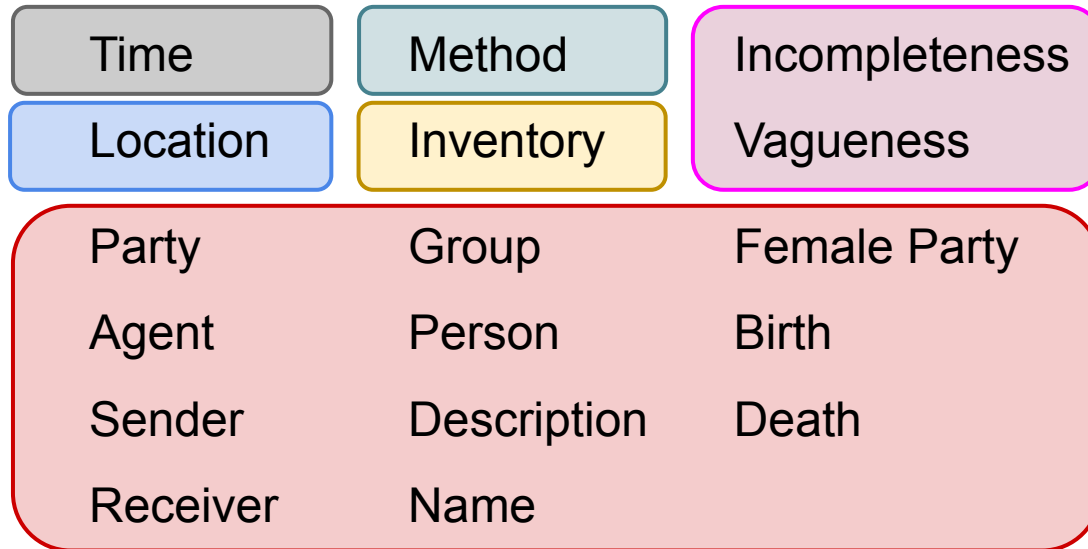 Time Method Incompleteness
Location Inventory Vagueness
Party Group Female Party
Agent Person Birth
Sender Description Death
Receiver Name